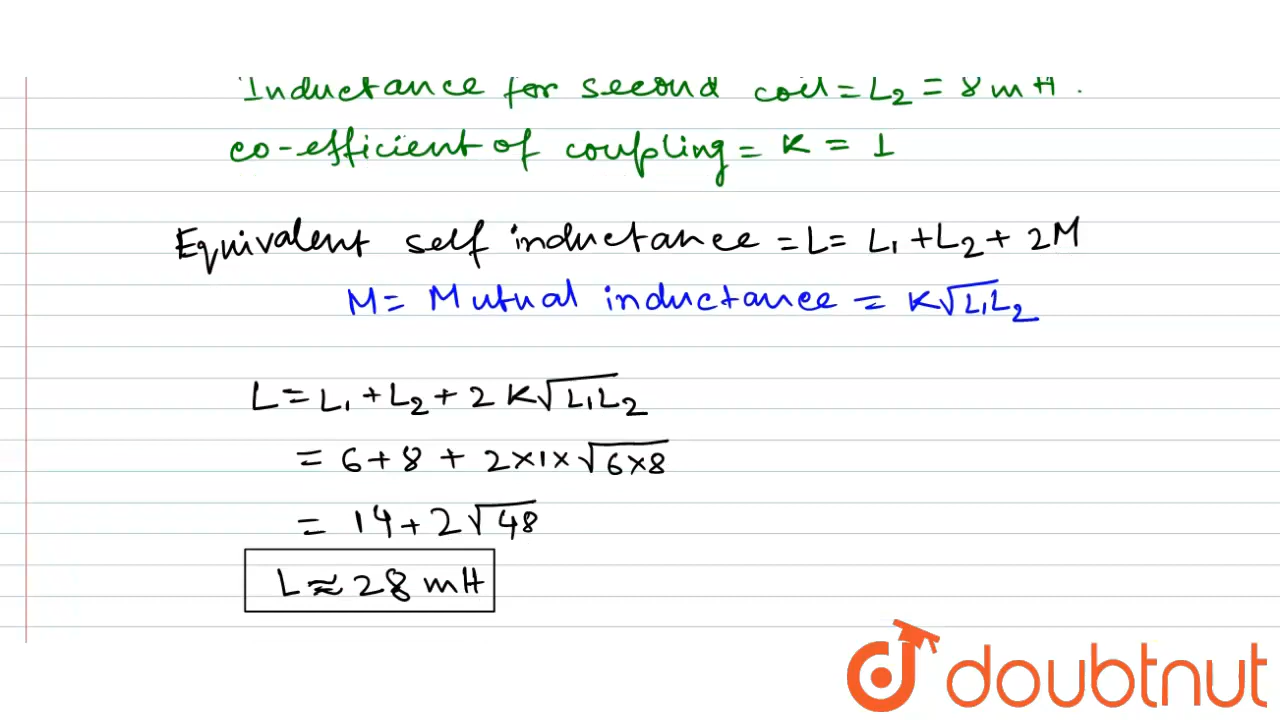 Inductance for second coil = L₂ = 8 mH.
co-efficient of coupling = K = 1
Equivalent self inductance = L = L₁ + L₂ + 2M
M = Mutual inductance = K√L₁L₂
L = L₁ + L₂ + 2 K√L₁L₂
= 6 + 8 + 2×1×√6×8
= 14 + 2√48
L ≈ 28 mH
doubtnut